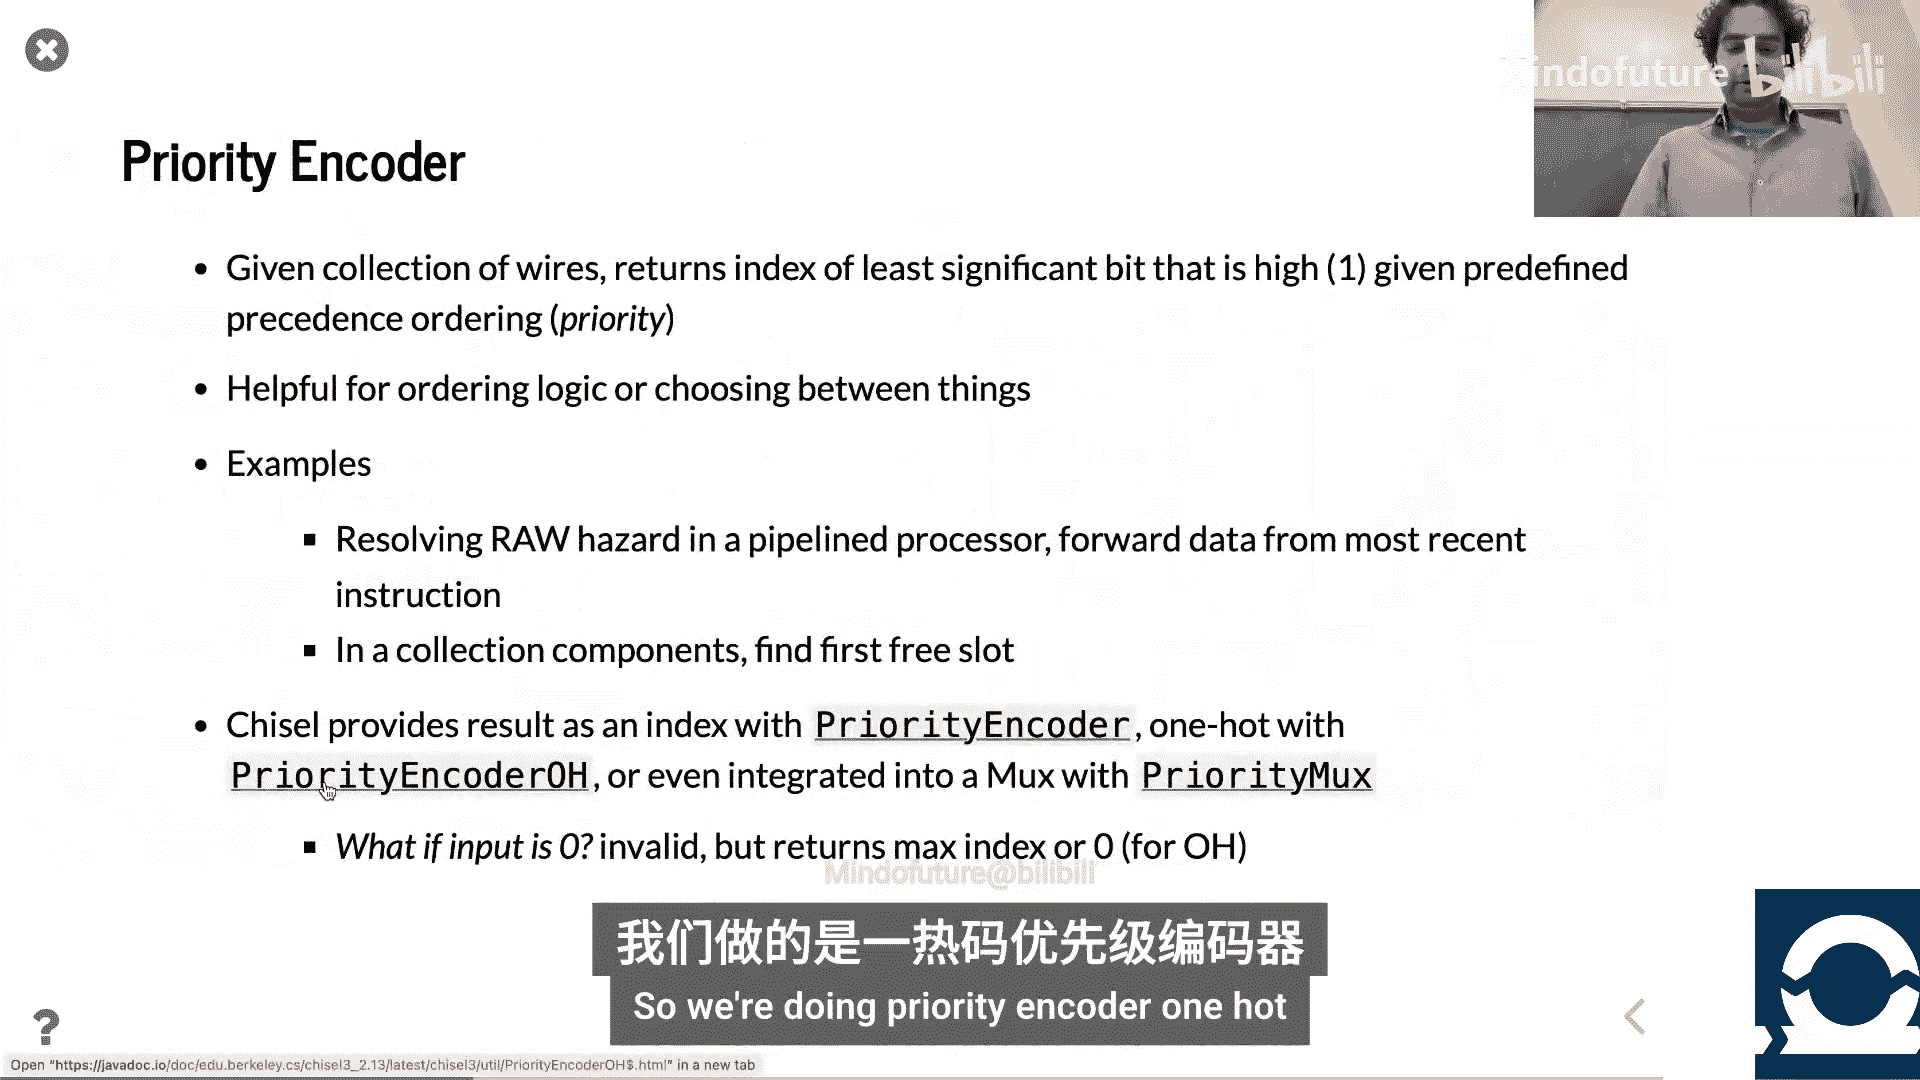 indofuture bilibili
Priority Encoder
• Given collection of wires, returns index of least significant bit that is high (1) given predefined
precedence ordering (priority)
• Helpful for ordering logic or choosing between things
• Examples
▪ Resolving RAW hazard in a pipelined processor, forward data from most recent
instruction
▪ In a collection components, find first free slot
• Chisel provides result as an index with PriorityEncoder, one-hot with
PriorityEncoderOH, or even integrated into a Mux with PriorityMux
▪ What if input is 0? invalid, but returns max index or 0 (for OH)
Mindofuture@bilibili
我们做的是一热码优先级编码器
So we're doing priority encoder one hot
?
Open “https://javadoc.io/doc/edu.berkeley.cs/chisel3_2.13/latest/chisel3/util/PriorityEncoderOH$.html” in a new tab